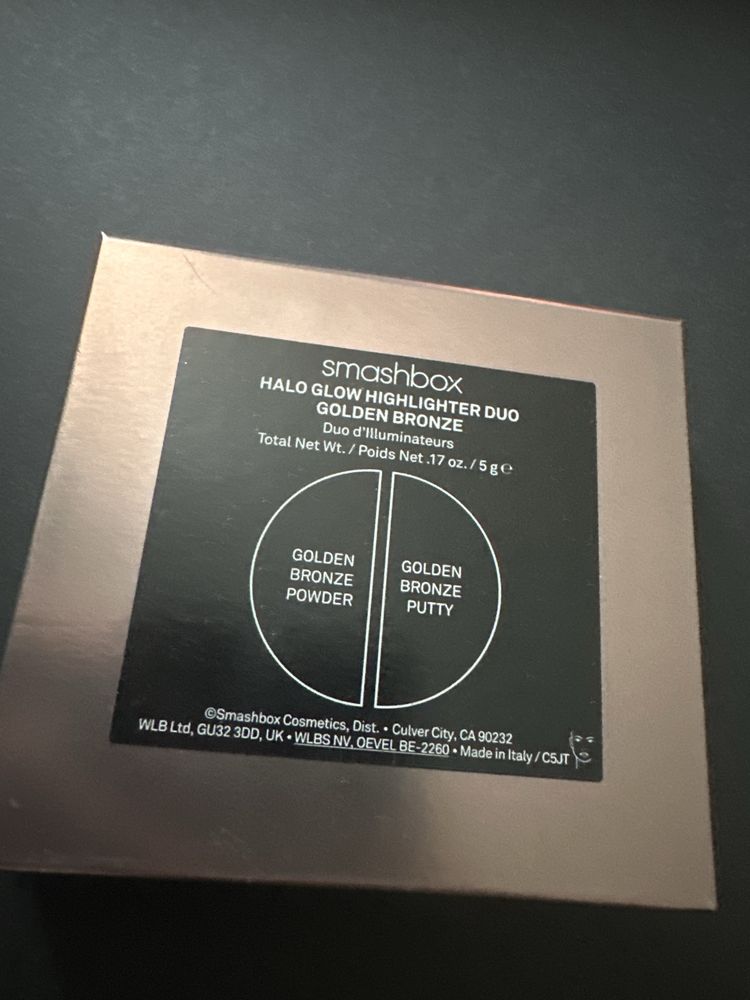 smashbox
HALO GLOW HIGHLIGHTER DUO
GOLDEN BRONZE
Duo d'Illuminateurs
Total Net Wt. / Poids Net .17 oz. / 5 g ℮
GOLDEN
BRONZE
POWDER
GOLDEN
BRONZE
PUTTY
©Smashbox Cosmetics, Dist. • Culver City, CA 90232
WLB Ltd, GU32 3DD, UK • WLBS NV, OEVEL BE-2260 • Made in Italy / C5JT